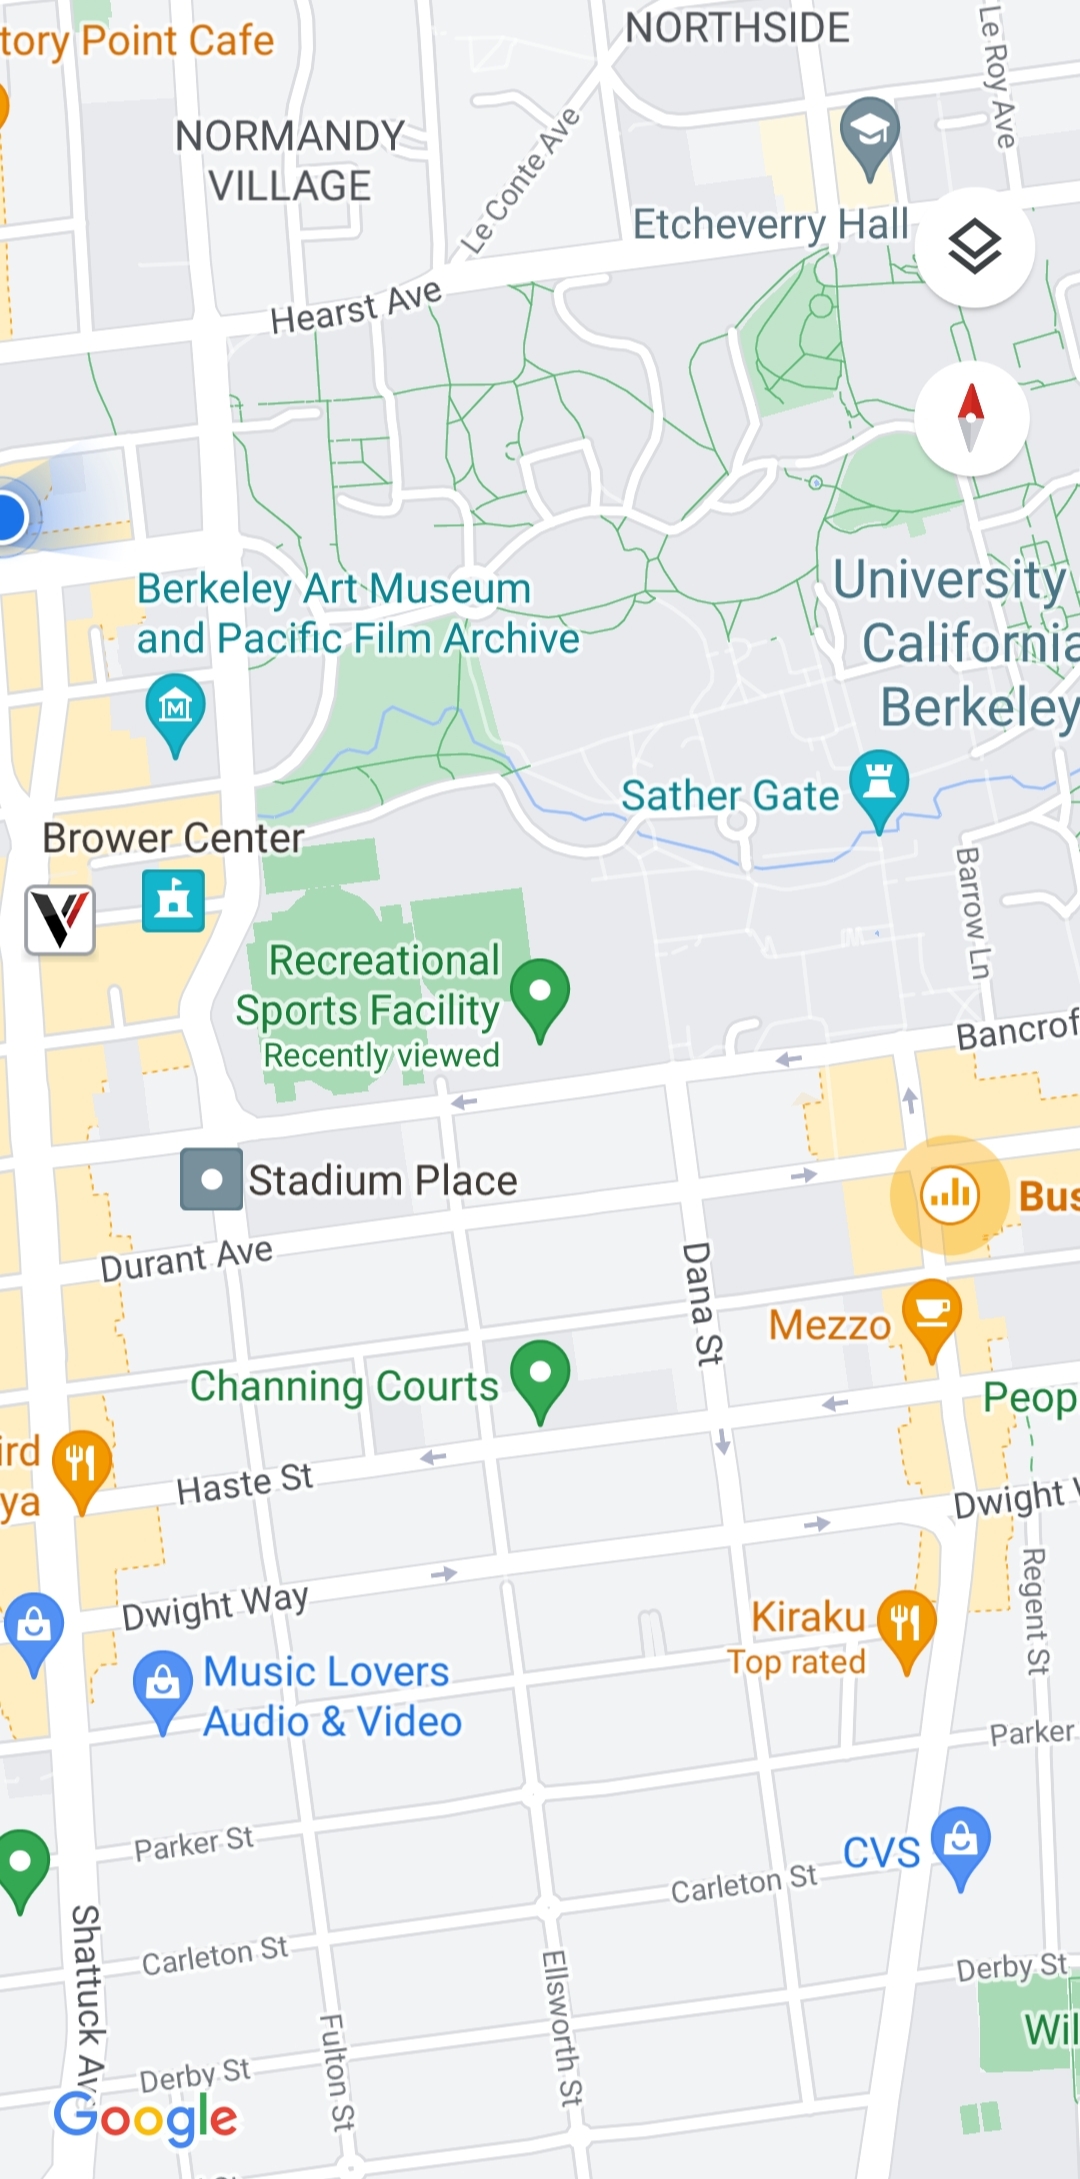 NORTHSIDE
Le Roy Ave
tory Point Cafe
NORMANDY
VILLAGE
Le Conte Ave
Etcheverry Hall
Hearst Ave
Berkeley Art Museum
and Pacific Film Archive
M
University
California
Berkeley
Sather Gate
Brower Center
V
Barrow Ln
Recreational
Sports Facility
Recently viewed
Bancrof
Stadium Place
Bus
Durant Ave
Dana St
Mezzo
Channing Courts
Peop
ird
ya
Haste St
Dwight
Dwight Way
Regent St
Kiraku
Top rated
Music Lovers
Audio & Video
Parker
Parker St
CVS
Carleton St
Carleton St
Shattuck Av
Ellsworth St
Derby St
Fulton St
Wil
Derby St
Google